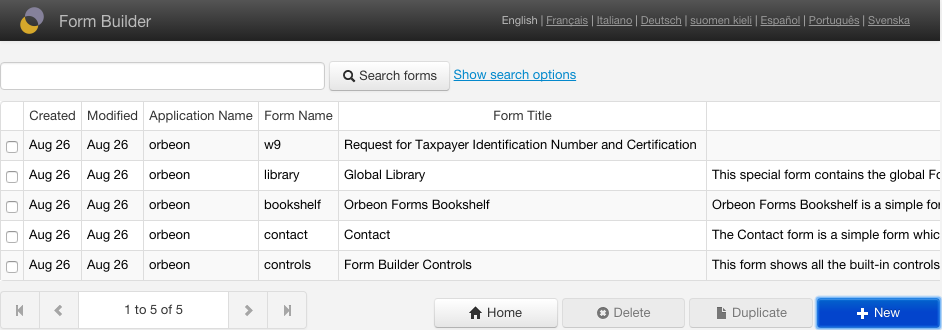 Form Builder
English | Français | Italiano | Deutsch | suomen kieli | Español | Português | Svenska
Search forms Show search options
Created Modified Application Name Form Name Form Title
Aug 26 Aug 26 orbeon w9 Request for Taxpayer Identification Number and Certification
Aug 26 Aug 26 orbeon library Global Library This special form contains the global Fo
Aug 26 Aug 26 orbeon bookshelf Orbeon Forms Bookshelf Orbeon Forms Bookshelf is a simple for
Aug 26 Aug 26 orbeon contact Contact The Contact form is a simple form whic
Aug 26 Aug 26 orbeon controls Form Builder Controls This form shows all the built-in controls
1 to 5 of 5 Home Delete Duplicate New